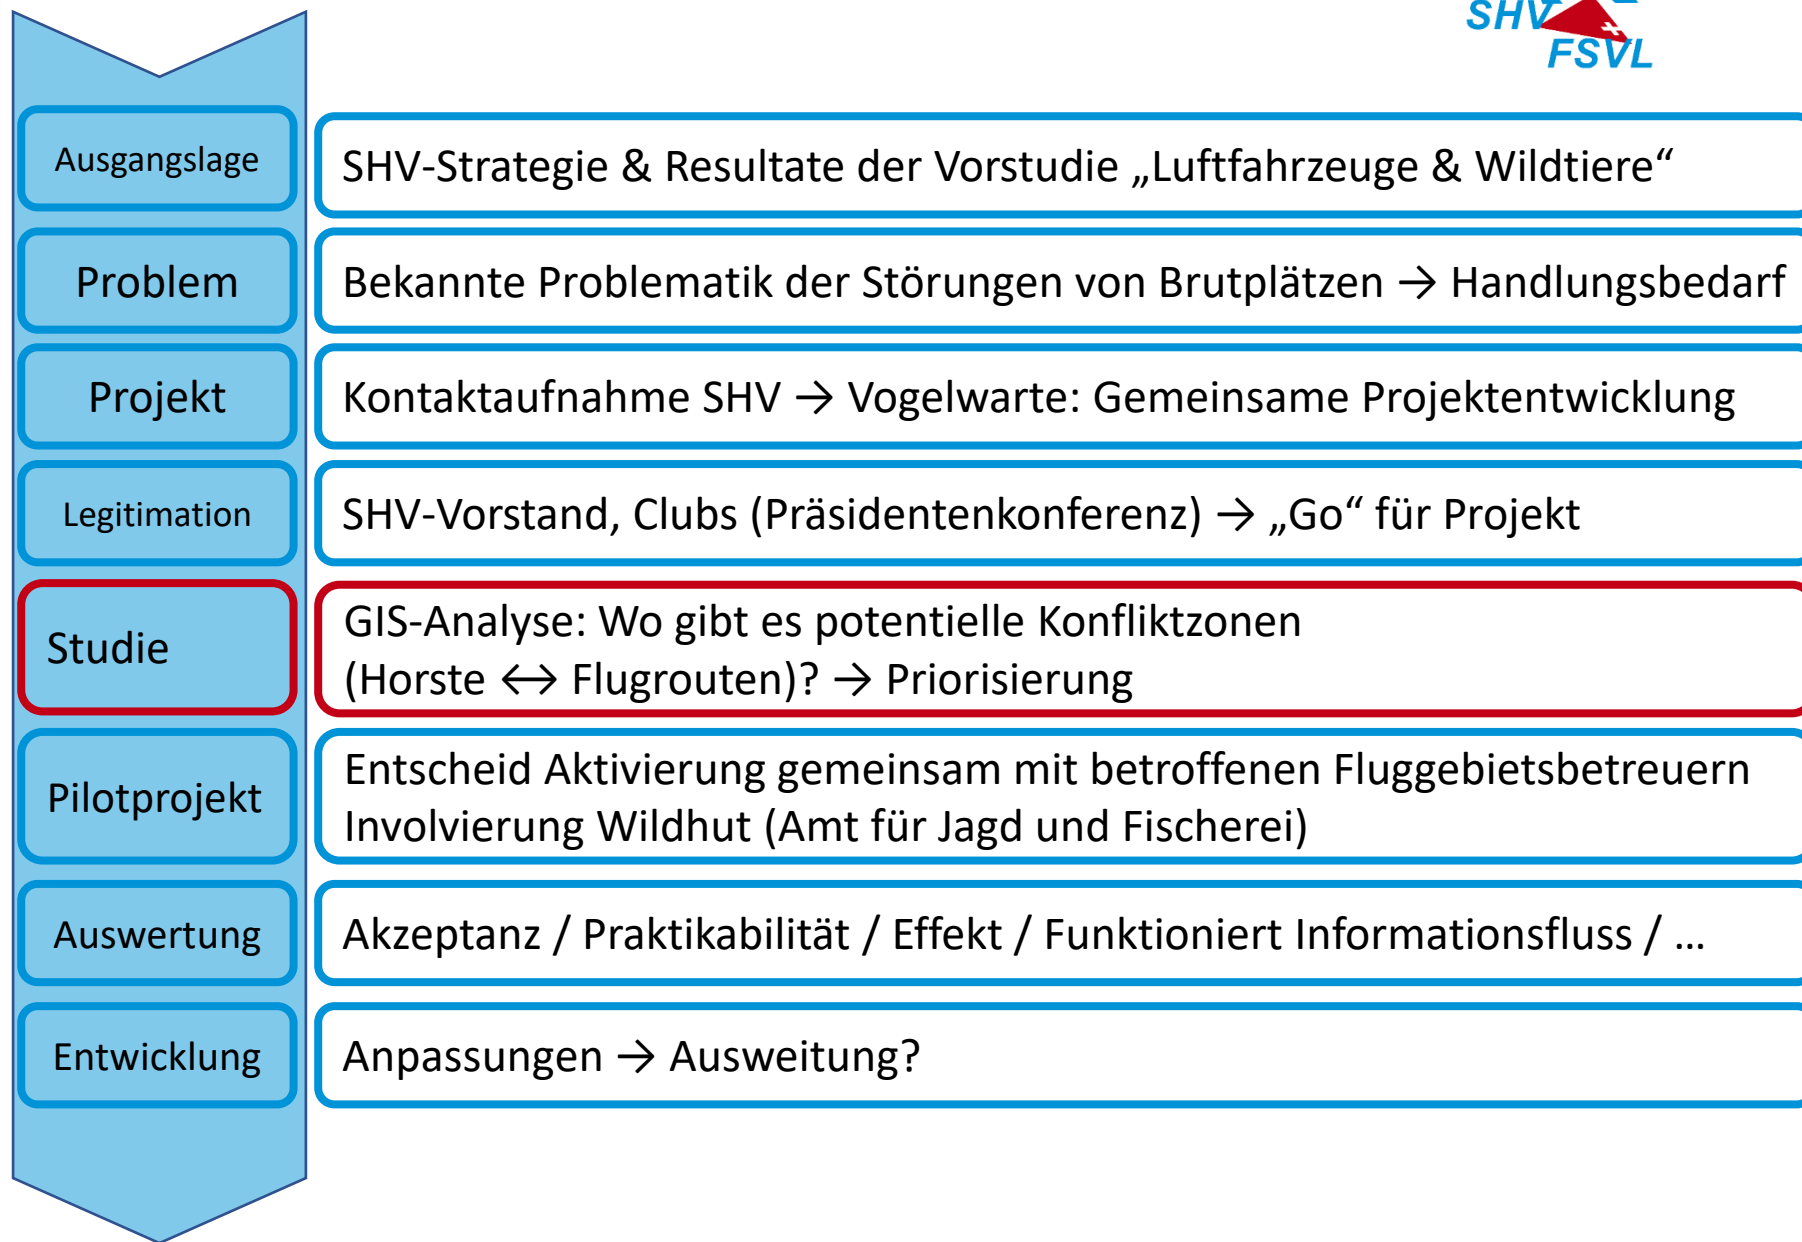 SHV
FSVL
Ausgangslage
SHV-Strategie & Resultate der Vorstudie „Luftfahrzeuge & Wildtiere“
Problem
Bekannte Problematik der Störungen von Brutplätzen → Handlungsbedarf
Projekt
Kontaktaufnahme SHV → Vogelwarte: Gemeinsame Projektentwicklung
Legitimation
SHV-Vorstand, Clubs (Präsidentenkonferenz) → „Go“ für Projekt
Studie
GIS-Analyse: Wo gibt es potentielle Konfliktzonen
(Horste ↔ Flugrouten)? → Priorisierung
Pilotprojekt
Entscheid Aktivierung gemeinsam mit betroffenen Fluggebietsbetreuern
Involvierung Wildhut (Amt für Jagd und Fischerei)
Auswertung
Akzeptanz / Praktikabilität / Effekt / Funktioniert Informationsfluss / ...
Entwicklung
Anpassungen → Ausweitung?